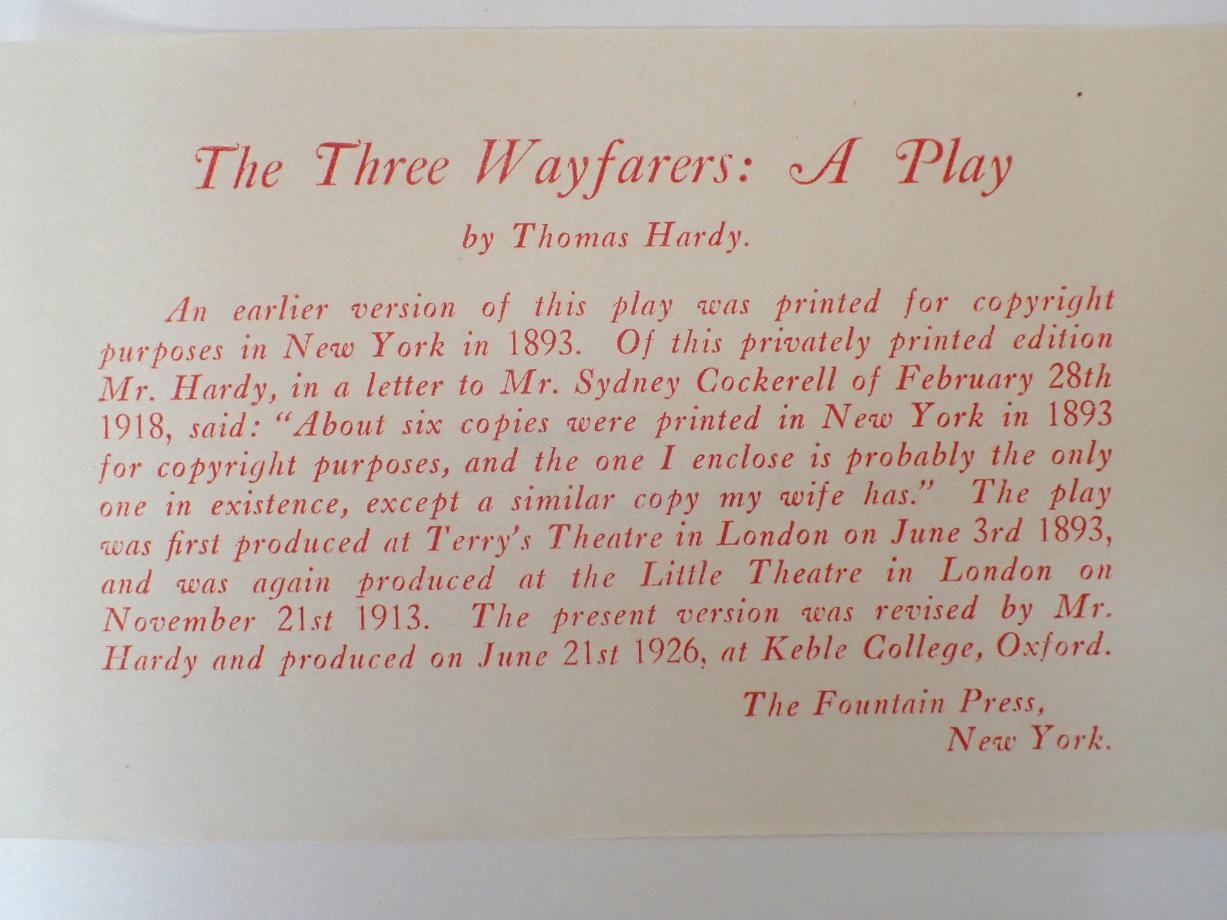 The Three Wayfarers: A Play
by Thomas Hardy.
An earlier version of this play was printed for copyright
purposes in New York in 1893. Of this privately printed edition
Mr. Hardy, in a letter to Mr. Sydney Cockerell of February 28th
1918, said: “About six copies were printed in New York in 1893
for copyright purposes, and the one I enclose is probably the only
one in existence, except a similar copy my wife has.” The play
was first produced at Terry’s Theatre in London on June 3rd 1893,
and was again produced at the Little Theatre in London on
November 21st 1913. The present version was revised by Mr.
Hardy and produced on June 21st 1926, at Keble College, Oxford.
The Fountain Press,
New York.